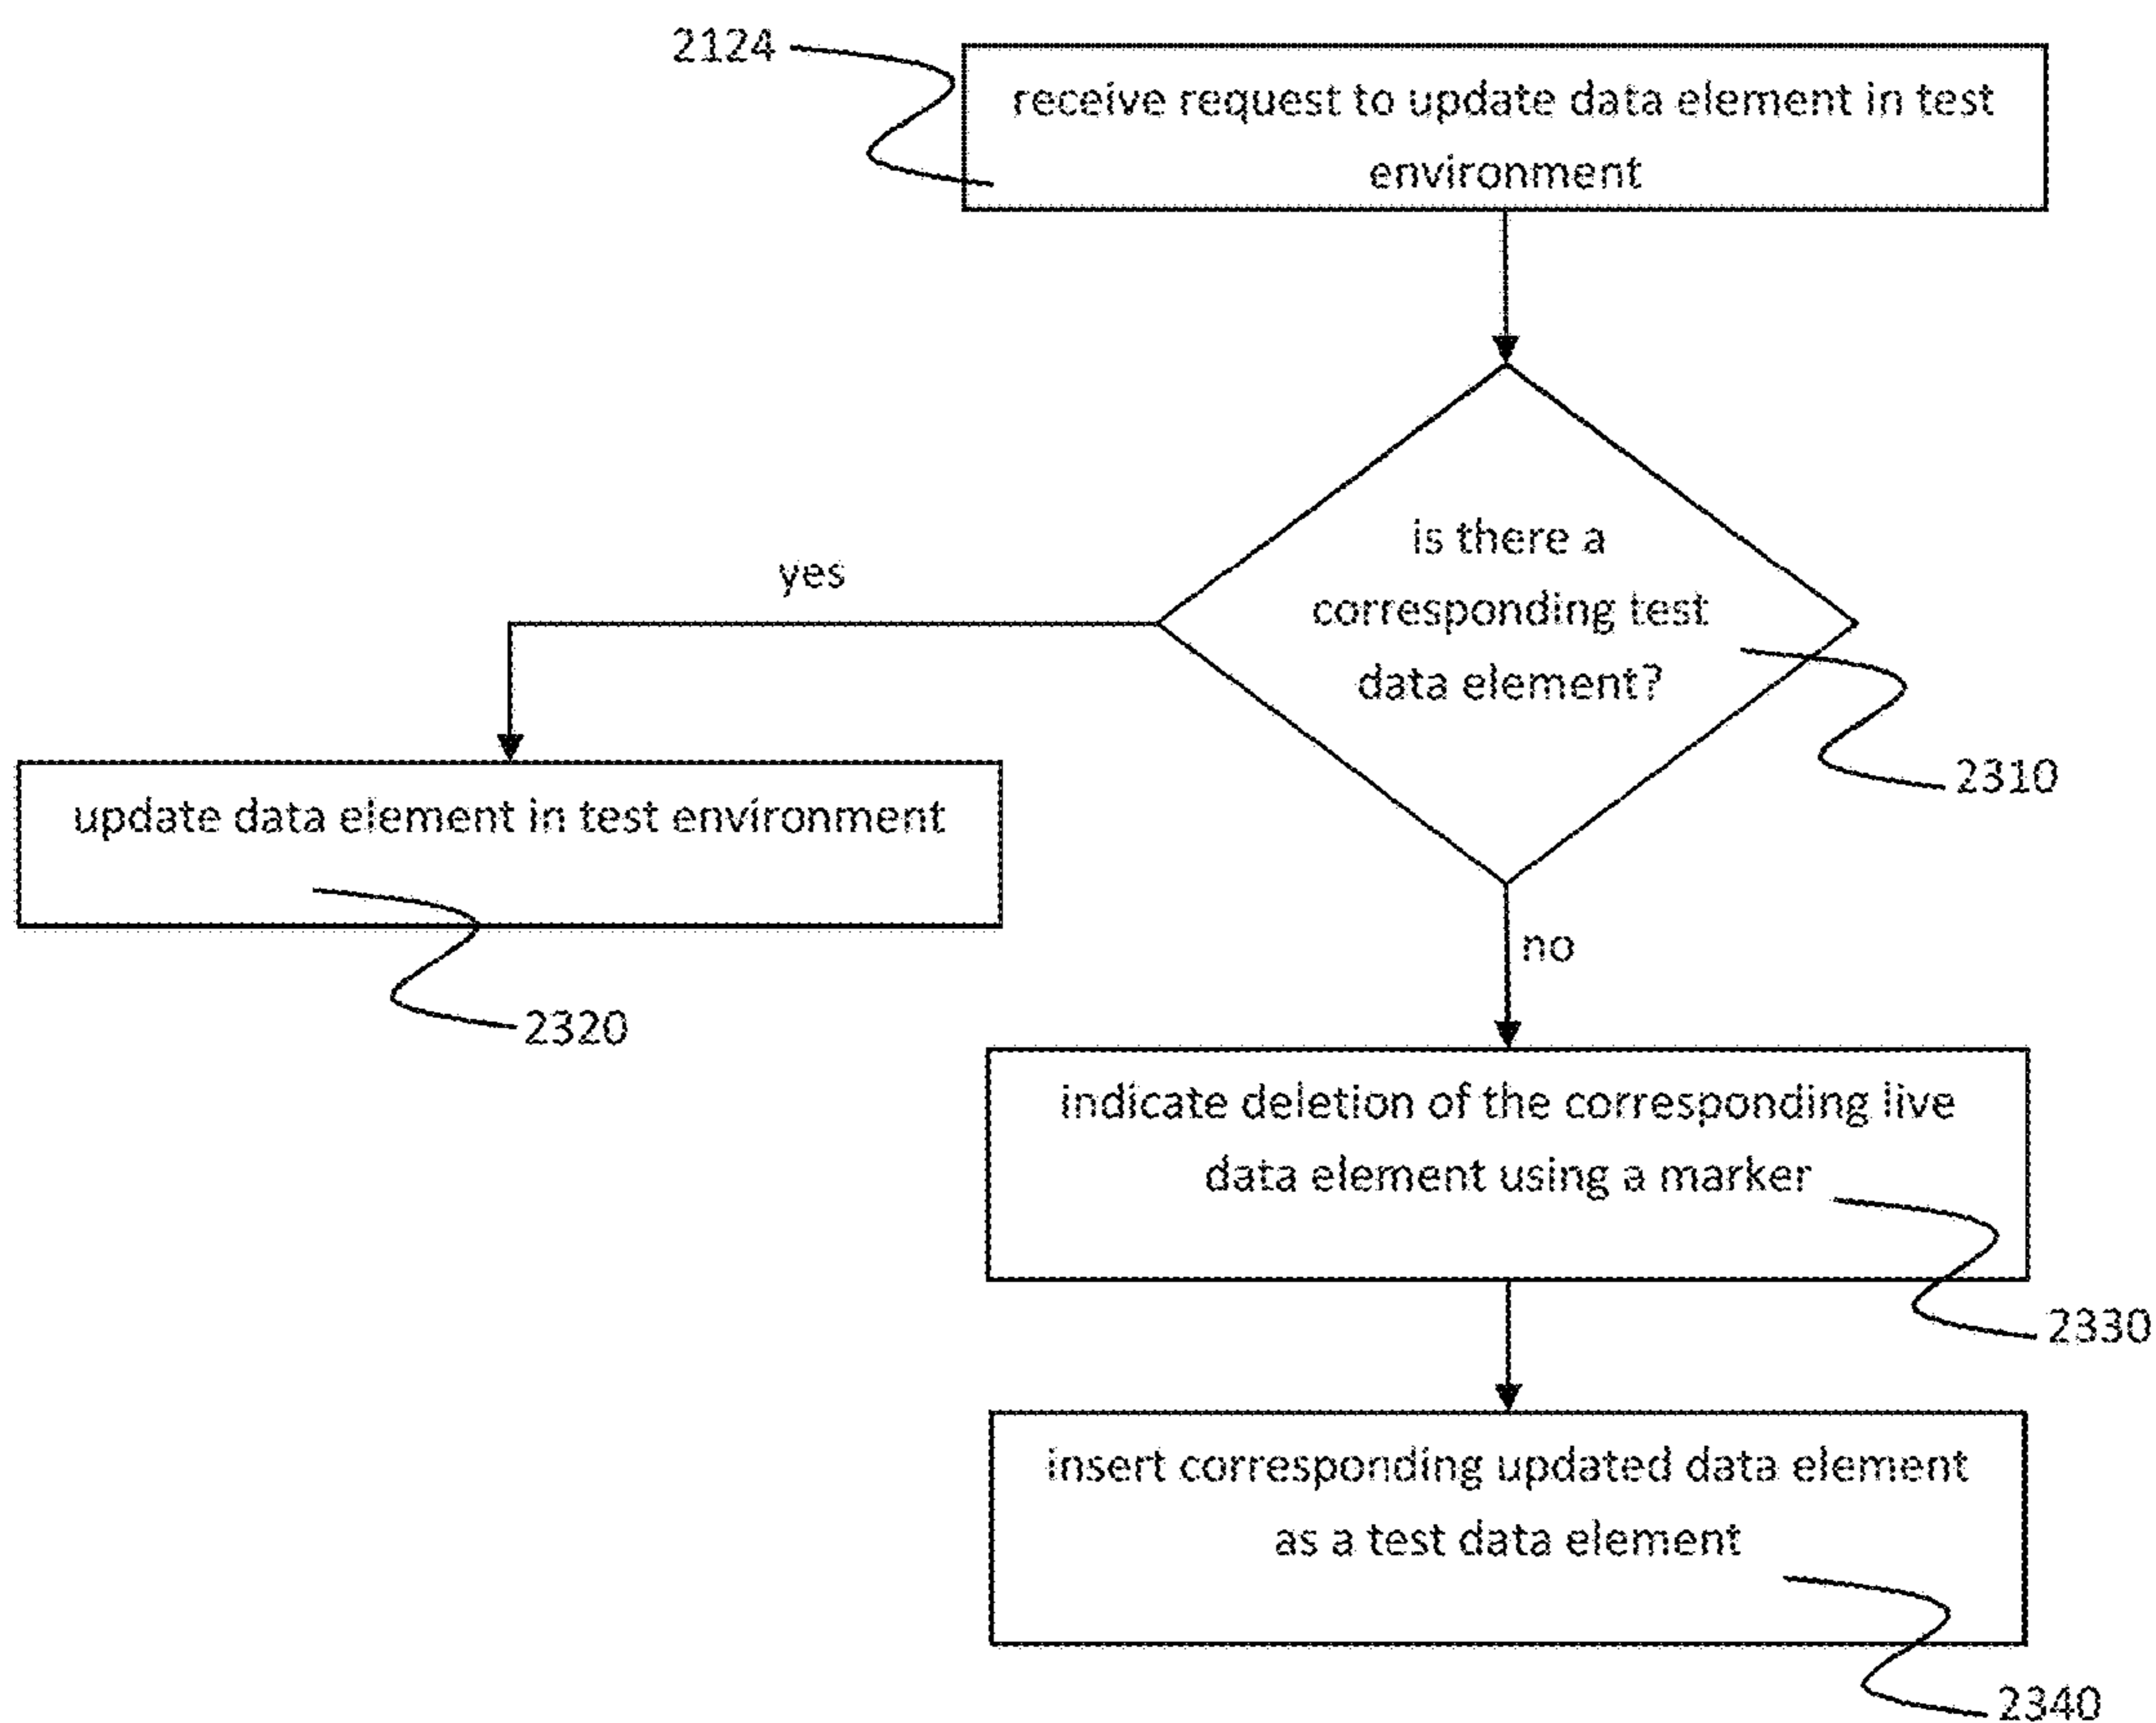 2124
receive request to update data element in test
environment
is there a
corresponding test
data element?
2310
yes
update data element in test environment
2320
no
indicate deletion of the corresponding live
data element using a marker
2330
insert corresponding updated data element
as a test data element
2340